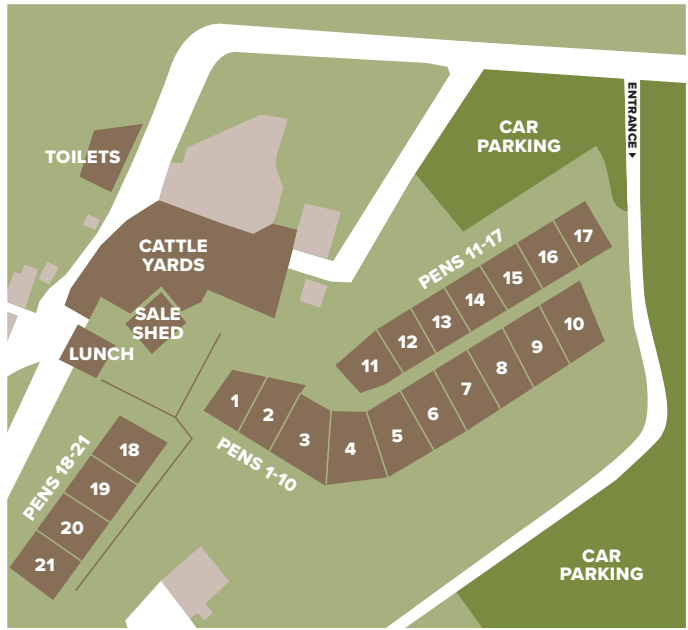 ENTRANCE
CAR
PARKING
TOILETS
CATTLE
YARDS
PENS 11-17
17
16
15
14
13
12
11
SALE
SHED
LUNCH
10
9
8
7
6
5
4
3
2
1
PENS 1-10
PENS 18-21
18
19
20
21
CAR
PARKING